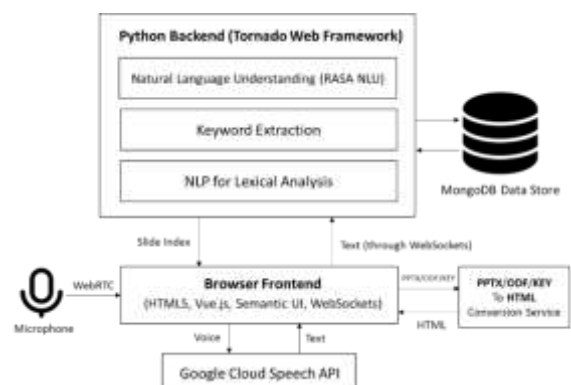 Python Backend (Tornado Web Framework)
Natural Language Understanding (RASA NLU)
Keyword Extraction
NLP for Lexical Analysis
MongoDB Data Store
Slide Index
Text (through WebSockets)
WebRTC
Microphone
Browser Frontend
(HTML5, Vue.js, Semantic UI, WebSockets)
PPTX/ODF/KEY
HTML
PPTX/ODF/KEY
To HTML
Conversion Service
Voice
Text
Google Cloud Speech API